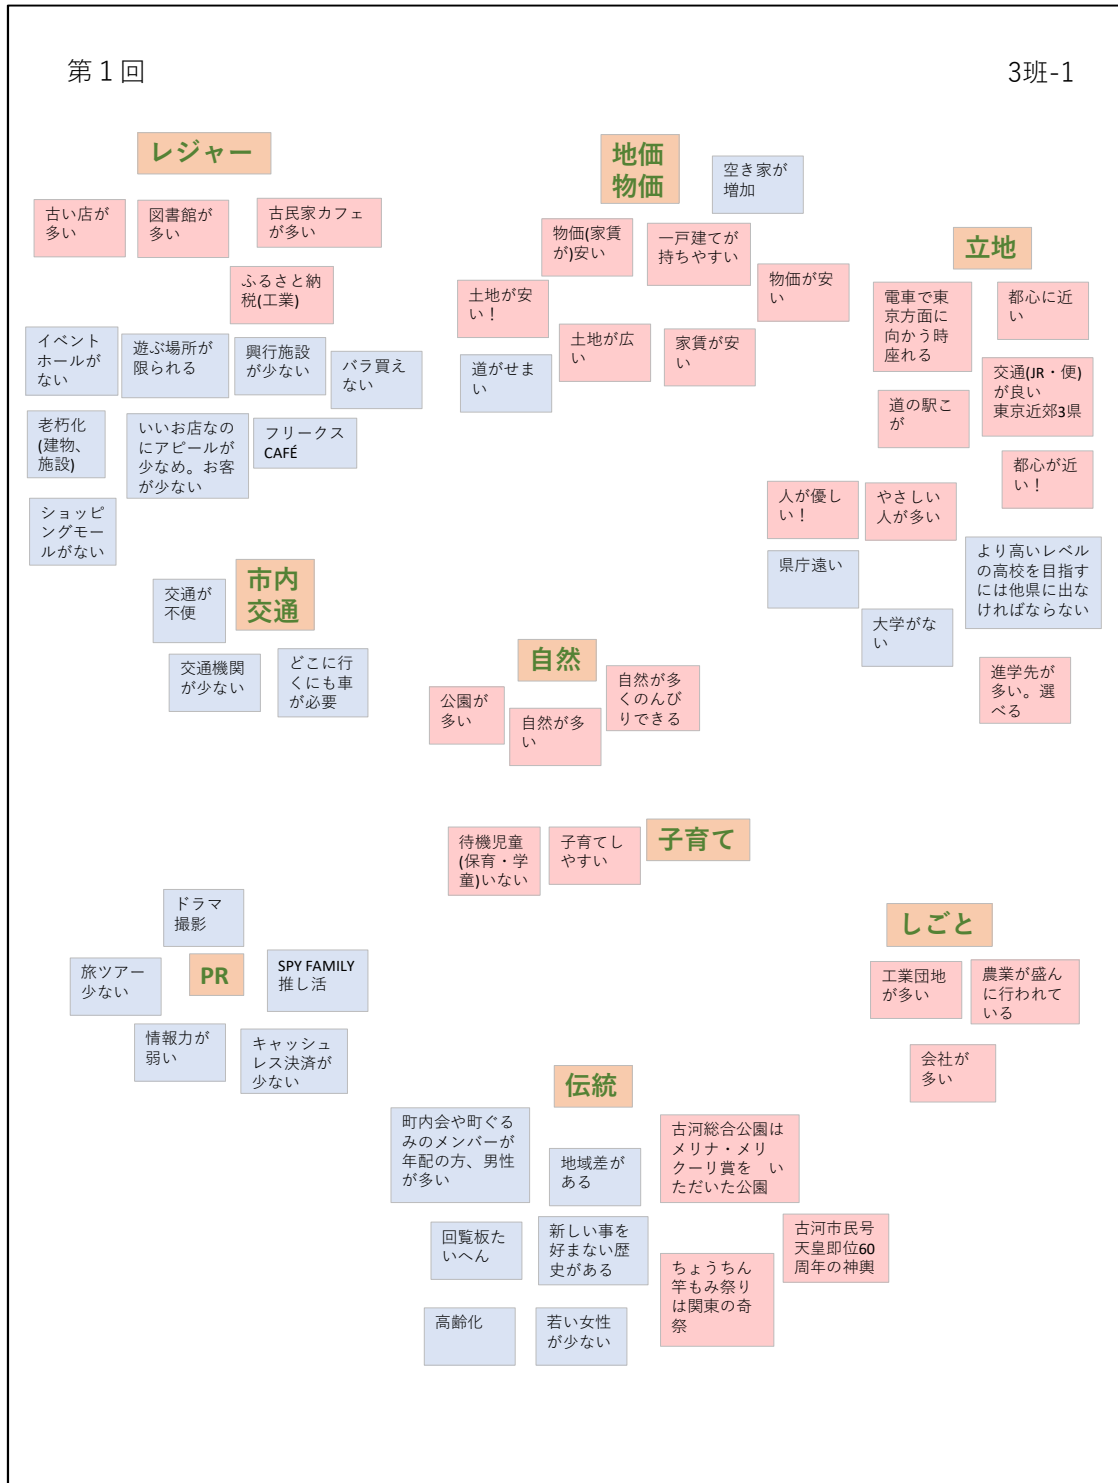 第１回
3班-1
レジャー
古い店が
多い
図書館が
多い
古民家カフェ
が多い
ふるさと納
税(工業)
イベント
ホールが
ない
遊ぶ場所が
限られる
興行施設
が少ない
バラ買え
ない
老朽化
(建物、
施設)
いいお店なの
にアピールが
少なめ。お客
が少ない
フリークス
CAFÉ
ショッピ
ングモー
ルがない
地価
物価
空き家が
増加
物価(家賃
が)安い
一戸建てが
持ちやすい
物価が安
い
土地が安
い！
土地が広
い
家賃が安
い
道がせま
い
立地
電車で東
京方面に
向かう時
座れる
都心に近
い
交通(JR・便)
が良い
東京近郊3県
道の駅こ
が
都心が近
い！
人が優し
い！
やさしい
人が多い
県庁遠い
より高いレベル
の高校を目指す
には他県に出な
ければならない
大学がな
い
進学先が
多い。選
べる
市内
交通
交通が
不便
交通機関
が少ない
どこに行
くにも車
が必要
自然
公園が
多い
自然が多
い
自然が多
くのんび
りできる
子育て
待機児童
(保育・学
童)いない
子育てし
やすい
PR
ドラマ
撮影
旅ツアー
少ない
SPY FAMILY
推し活
情報力が
弱い
キャッシュ
レス決済が
少ない
しごと
工業団地
が多い
農業が盛ん
に行われて
いる
会社が
多い
伝統
町内会や町ぐる
みのメンバーが
年配の方、男性
が多い
地域差が
ある
古河総合公園は
メリナ・メリ
クーリ賞を　い
ただいた公園
回覧板た
いへん
新しい事を
好まない歴
史がある
古河市民号
天皇即位60
周年の神輿
ちょうちん
竿もみ祭り
は関東の奇
祭
高齢化
若い女性
が少ない